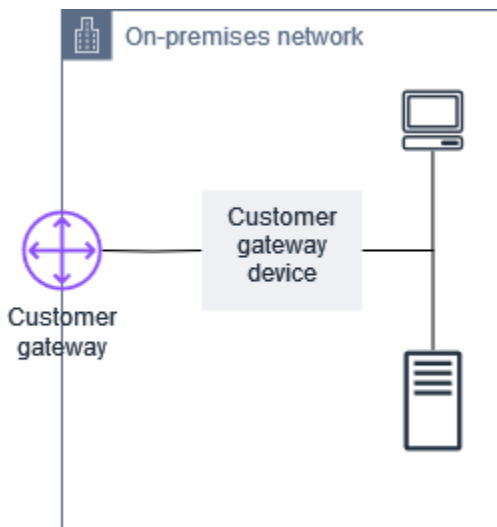 On-premises network
Customer
gateway
device
Customer
gateway